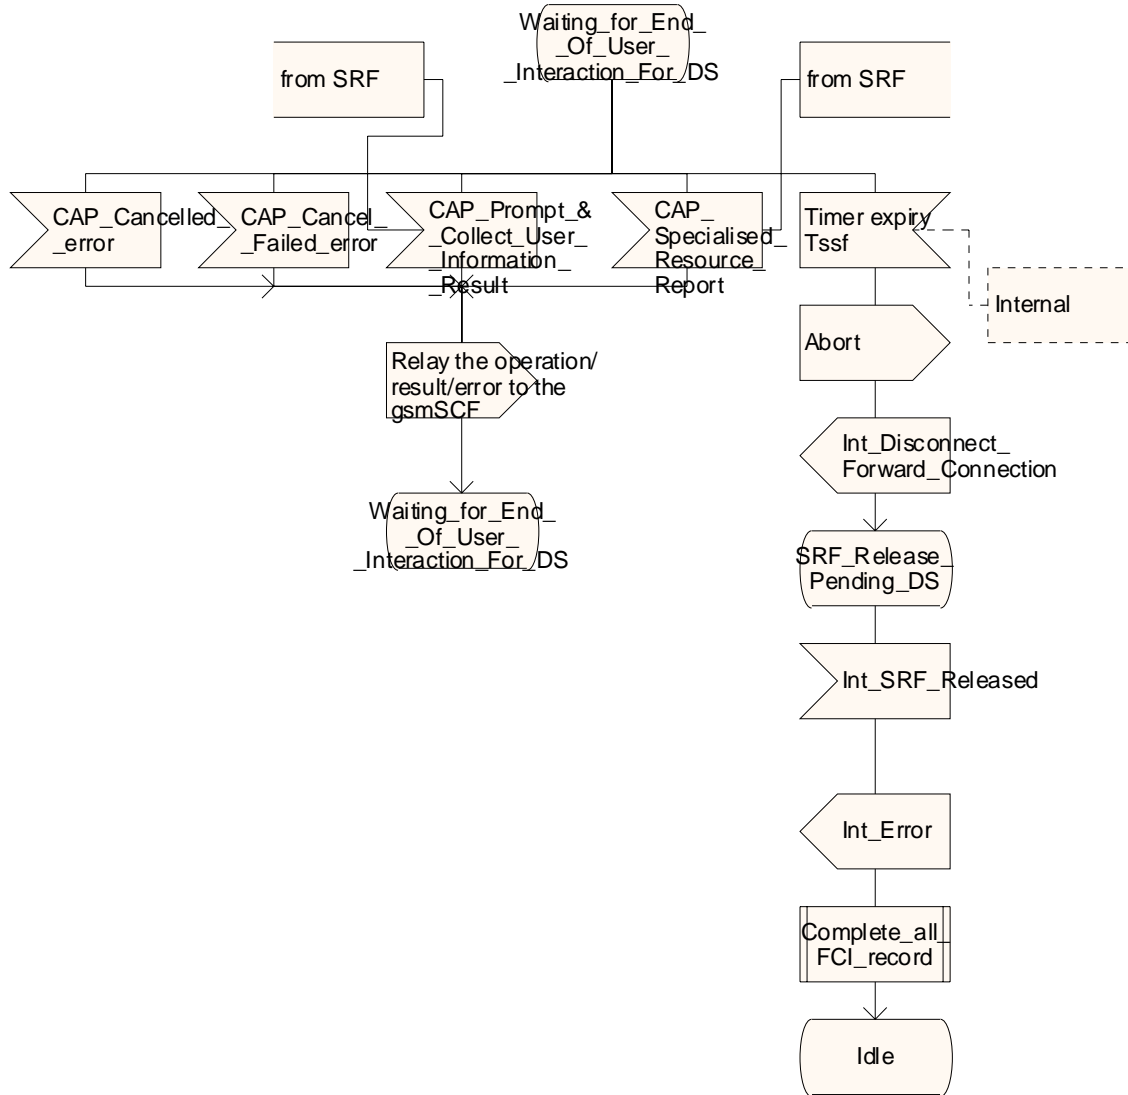 Waiting_for_End_
_Of_User_
_Interaction_For_DS
from SRF
from SRF
CAP_Cancelled_
_error
CAP_Cancel_
_Failed_error
CAP_Prompt_&
_Collect_User_
_Information_
_Result
CAP_
Specialised_
Resource_
Report
Timer expiry
Tssf
Internal
Abort
Relay the operation/
result/error to the
gsmSCF
Int_Disconnect_
Forward_Connection
Waiting_for_End_
_Of_User_
_Interaction_For_DS
SRF_Release_
Pending_DS
Int_SRF_Released
Int_Error
Complete_all_
FCI_record
Idle